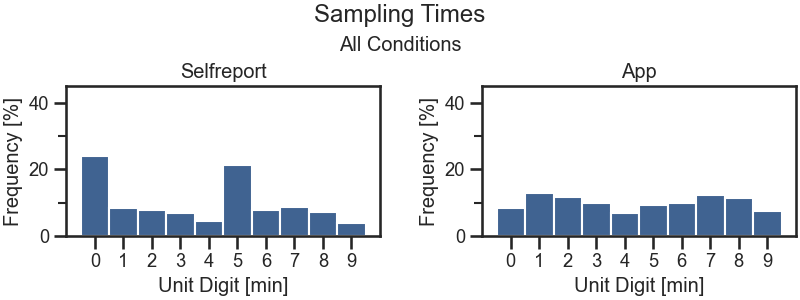 Sampling Times
All Conditions
Selfreport
App
Frequency [%]
40
20
0
0 1 2 3 4 5 6 7 8 9
Unit Digit [min]
Frequency [%]
40
20
0
0 1 2 3 4 5 6 7 8 9
Unit Digit [min]